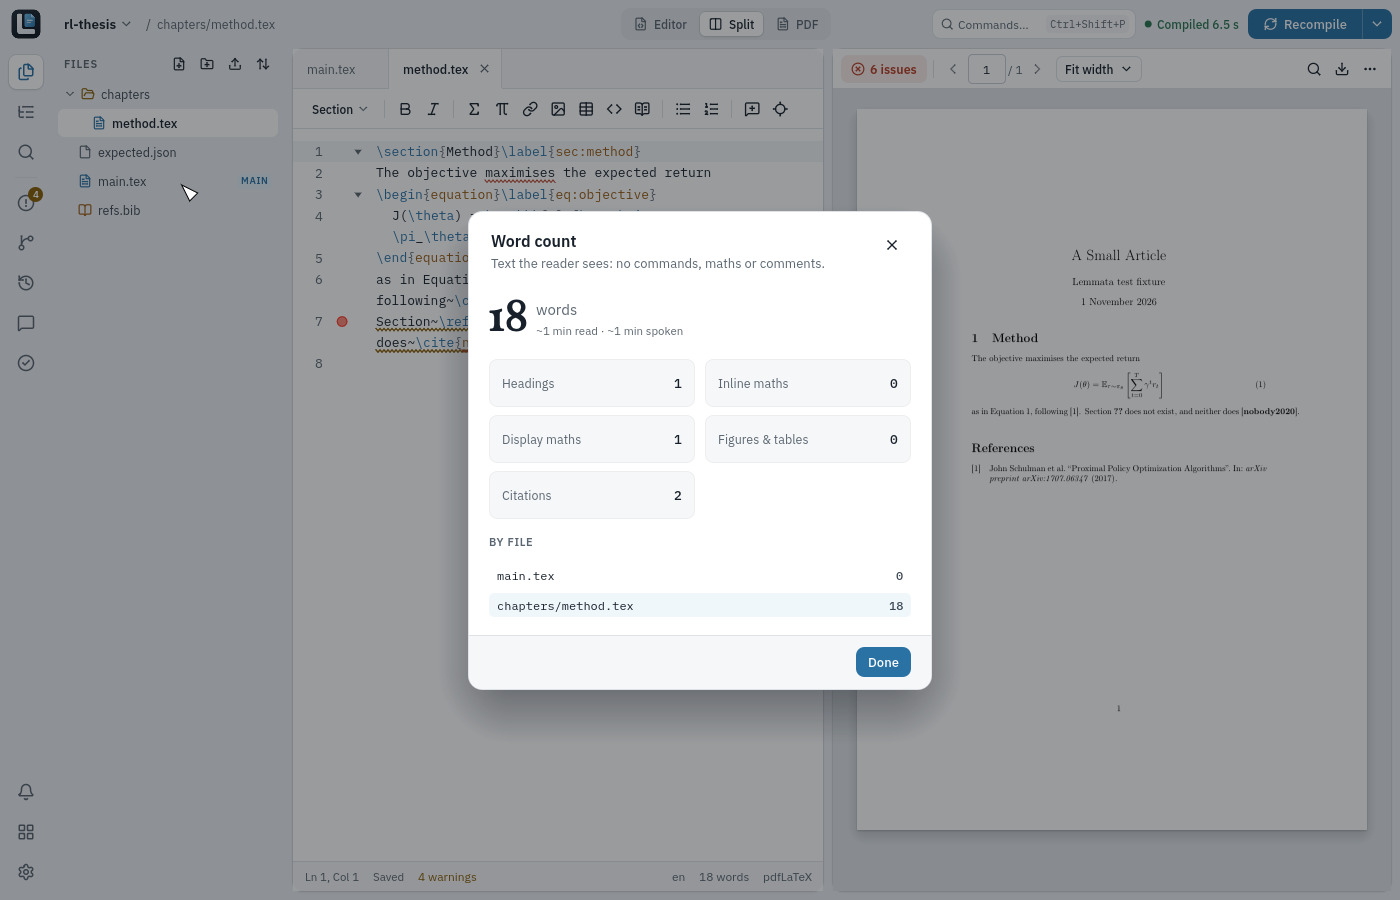 rl-thesis / chapters/method.tex
Editor Split PDF
Commands... Ctrl+Shift+P
Compiled 6.5 s
Recompile
FILES
chapters
method.tex
expected.json
main.tex MAIN
refs.bib
4
main.tex method.tex
Section
1 \section{Method}\label{sec:method}
2 The objective maximises the expected return
3 \begin{equation}\label{eq:objective}
4 J(\theta)
\pi_\theta
5 \end{equatio
6 as in Equati
following~\c
7 Section~\ref
does~\cite{n
8
Ln 1, Col 1 Saved 4 warnings en 18 words pdfLaTeX
6 issues 1 / 1 Fit width
A Small Article
Lemmata test fixture
1 November 2026
1 Method
The objective maximises the expected return
J(θ) = 𝔼τ∼πθ [∑t=0T γtrt] (1)
as in Equation 1, following [1]. Section ?? does not exist, and neither does [nobody2020].
References
[1] John Schulman et al. “Proximal Policy Optimization Algorithms”. In: arXiv
preprint arXiv:1707.06347 (2017).
1
Word count
Text the reader sees: no commands, maths or comments.
18 words
~1 min read · ~1 min spoken
Headings 1
Inline maths 0
Display maths 1
Figures & tables 0
Citations 2
BY FILE
main.tex 0
chapters/method.tex 18
Done